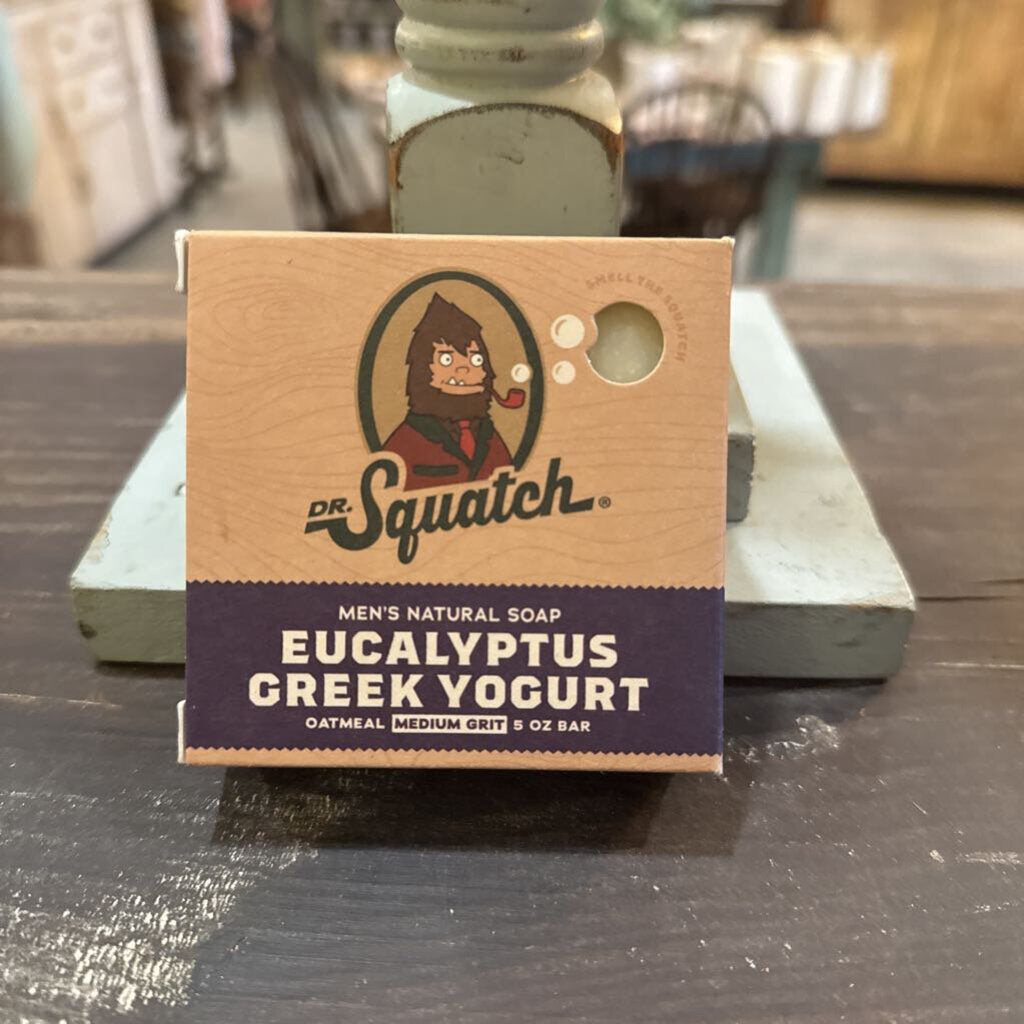 SMELL THE SQUATCH
DR. Squatch®
MEN'S NATURAL SOAP
EUCALYPTUS
GREEK YOGURT
OATMEAL MEDIUM GRIT 5 OZ BAR